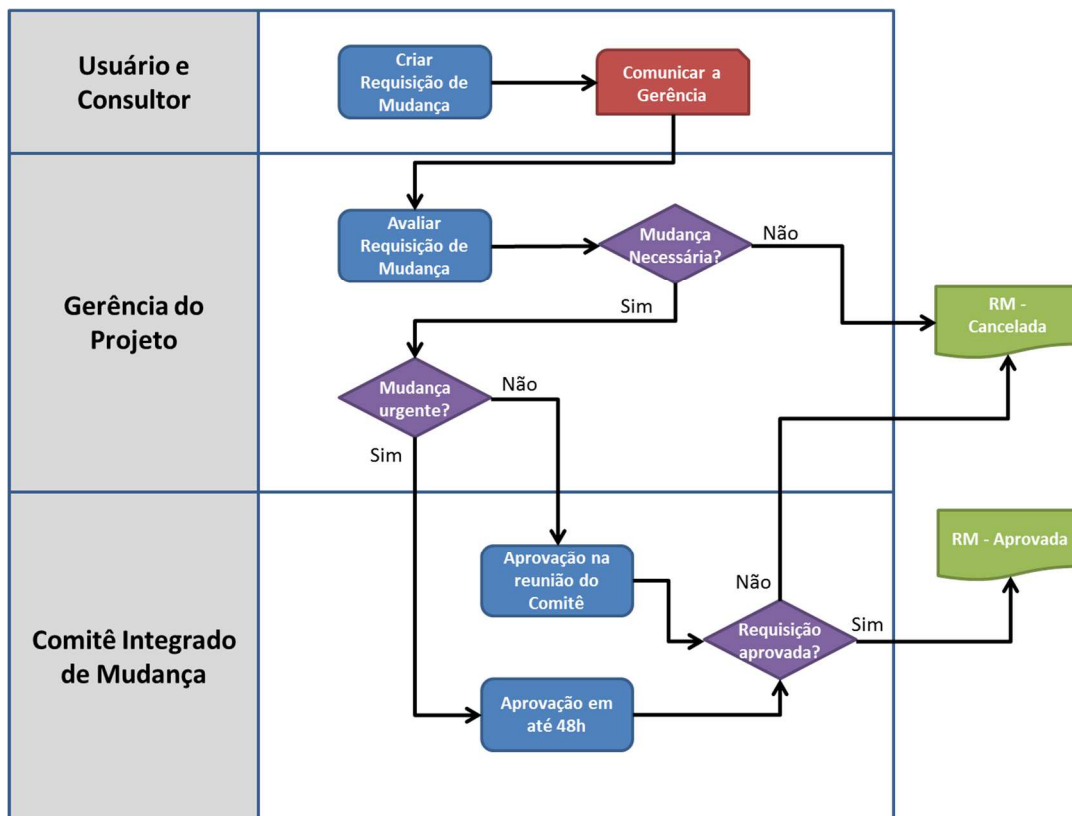 Usuário e
Consultor
Criar
Requisição de
Mudança
Comunicar a
Gerência
Gerência do
Projeto
Avaliar
Requisição de
Mudança
Mudança
Necessária?
Não
Sim
RM -
Cancelada
Mudança
urgente?
Não
Sim
Comitê Integrado
de Mudança
Aprovação na
reunião do
Comitê
Aprovação em
até 48h
Requisição
aprovada?
Não
Sim
RM - Aprovada